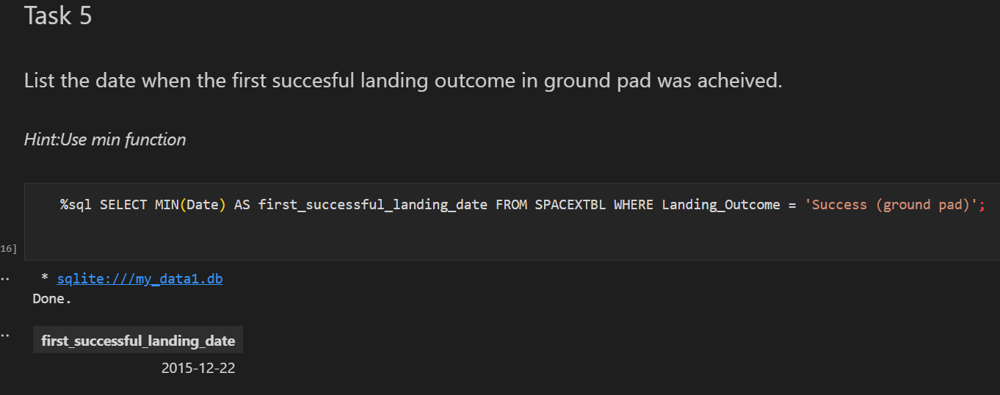 Task 5
List the date when the first succesful landing outcome in ground pad was acheived.
Hint:Use min function
%sql SELECT MIN(Date) AS first_successful_landing_date FROM SPACEXTBL WHERE Landing_Outcome = 'Success (ground pad)';
16]
.. * sqlite:///my_data1.db
Done.
..
first_successful_landing_date
2015-12-22